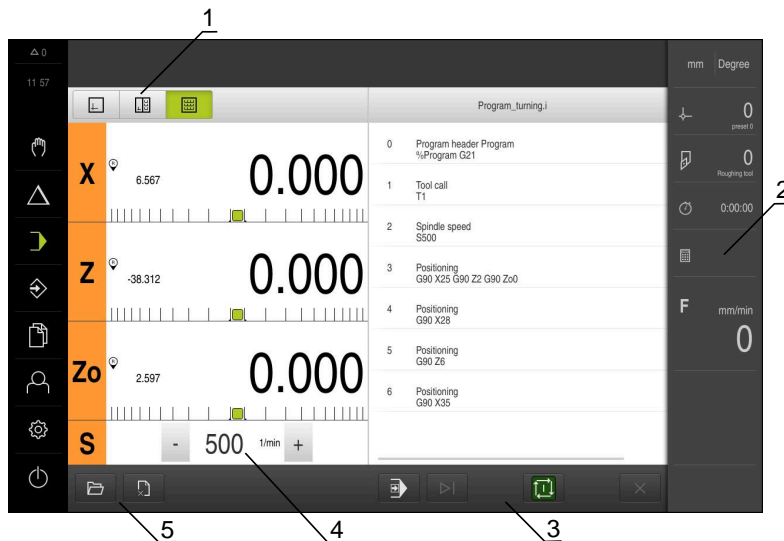 1
0
mm Degree
11 57
Program_turning.i
0
preset 0
X
R
6.567
0.000
0 Program header Program
%Program G21
0
Roughing tool
1 Tool call
T1
2
0:00:00
2 Spindle speed
S500
Z
R
-38.312
0.000
3 Positioning
G90 X25 G90 Z2 G90 Zo0
F mm/min
0
4 Positioning
G90 X28
Zo
R
2.597
0.000
5 Positioning
G90 Z6
6 Positioning
G90 X35
S
- 500 1/min +
5
4
3